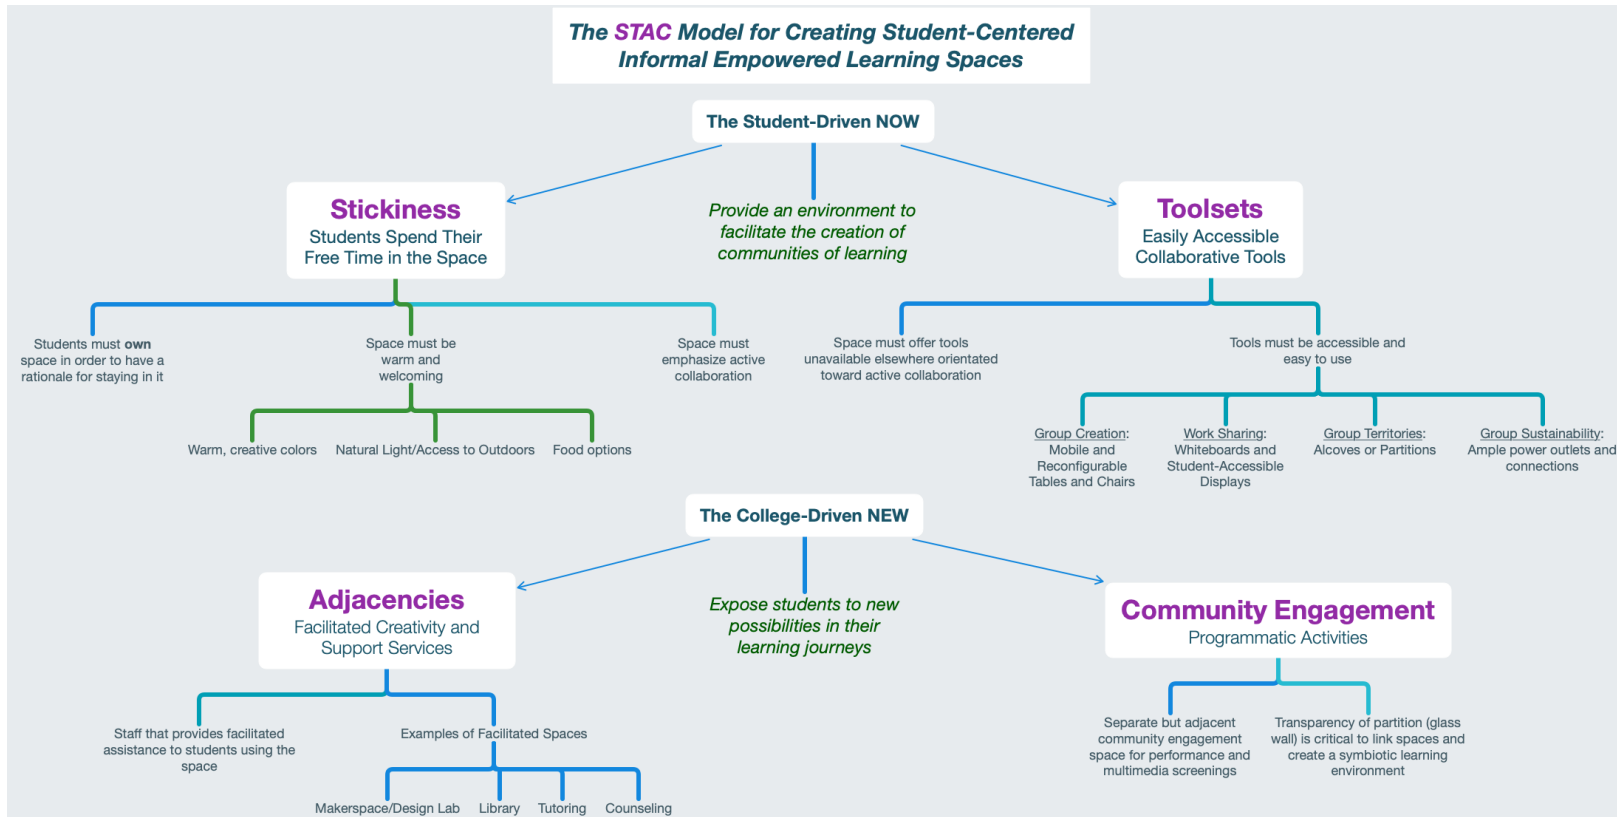 The STAC Model for Creating Student-Centered
Informal Empowered Learning Spaces
The Student-Driven NOW
Stickiness
Students Spend Their
Free Time in the Space
Provide an environment to
facilitate the creation of
communities of learning
Toolsets
Easily Accessible
Collaborative Tools
Students must own
space in order to have a
rationale for staying in it
Space must be
warm and
welcoming
Space must
emphasize active
collaboration
Space must offer tools
unavailable elsewhere orientated
toward active collaboration
Tools must be accessible and
easy to use
Warm, creative colors
Natural Light/Access to Outdoors
Food options
Group Creation:
Mobile and
Reconfigurable
Tables and Chairs
Work Sharing:
Whiteboards and
Student-Accessible
Displays
Group Territories:
Alcoves or Partitions
Group Sustainability:
Ample power outlets and
connections
The College-Driven NEW
Adjacencies
Facilitated Creativity and
Support Services
Expose students to new
possibilities in their
learning journeys
Community Engagement
Programmatic Activities
Staff that provides facilitated
assistance to students using the
space
Examples of Facilitated Spaces
Makerspace/Design Lab
Library
Tutoring
Counseling
Separate but adjacent
community engagement
space for performance and
multimedia screenings
Transparency of partition (glass
wall) is critical to link spaces and
create a symbiotic learning
environment